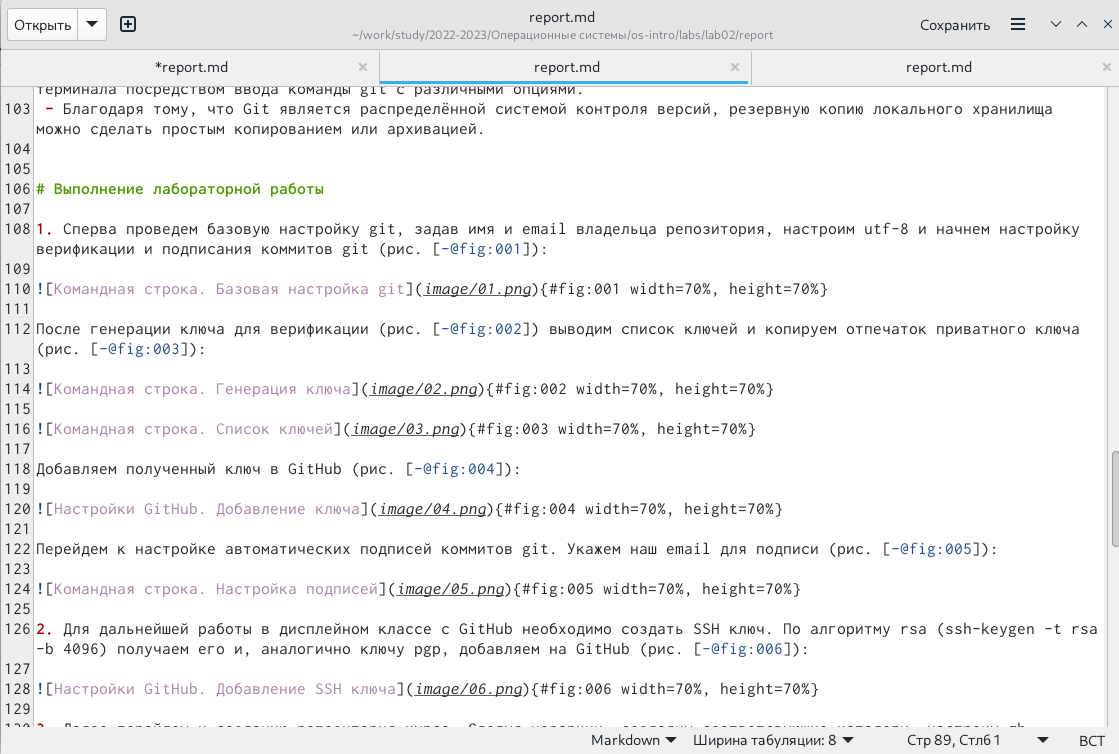 Открыть
report.md
~/work/study/2022-2023/Операционные системы/os-intro/labs/lab02/report
Сохранить
*report.md
report.md
report.md
терминала посредством ввода команды git с различными опциями.
103 - Благодаря тому, что Git является распределённой системой контроля версий, резервную копию локального хранилища
можно сделать простым копированием или архивацией.
104
105
106 # Выполнение лабораторной работы
107
108 1. Сперва проведем базовую настройку git, задав имя и email владельца репозитория, настроим utf-8 и начнем настройку
верификации и подписания коммитов git (рис. [-@fig:001]):
109
110 ![Командная строка. Базовая настройка git](image/01.png){#fig:001 width=70%, height=70%}
111
112 После генерации ключа для верификации (рис. [-@fig:002]) выводим список ключей и копируем отпечаток приватного ключа
(рис. [-@fig:003]):
113
114 ![Командная строка. Генерация ключа](image/02.png){#fig:002 width=70%, height=70%}
115
116 ![Командная строка. Список ключей](image/03.png){#fig:003 width=70%, height=70%}
117
118 Добавляем полученный ключ в GitHub (рис. [-@fig:004]):
119
120 ![Настройки GitHub. Добавление ключа](image/04.png){#fig:004 width=70%, height=70%}
121
122 Перейдем к настройке автоматических подписей коммитов git. Укажем наш email для подписи (рис. [-@fig:005]):
123
124 ![Командная строка. Настройка подписей](image/05.png){#fig:005 width=70%, height=70%}
125
126 2. Для дальнейшей работы в дисплейном классе с GitHub необходимо создать SSH ключ. По алгоритму rsa (ssh-keygen -t rsa
-b 4096) получаем его и, аналогично ключу pgp, добавляем на GitHub (рис. [-@fig:006]):
127
128 ![Настройки GitHub. Добавление SSH ключа](image/06.png){#fig:006 width=70%, height=70%}
129
Markdown
Ширина табуляции: 8
Стр 89, Стлб1
ВСТ